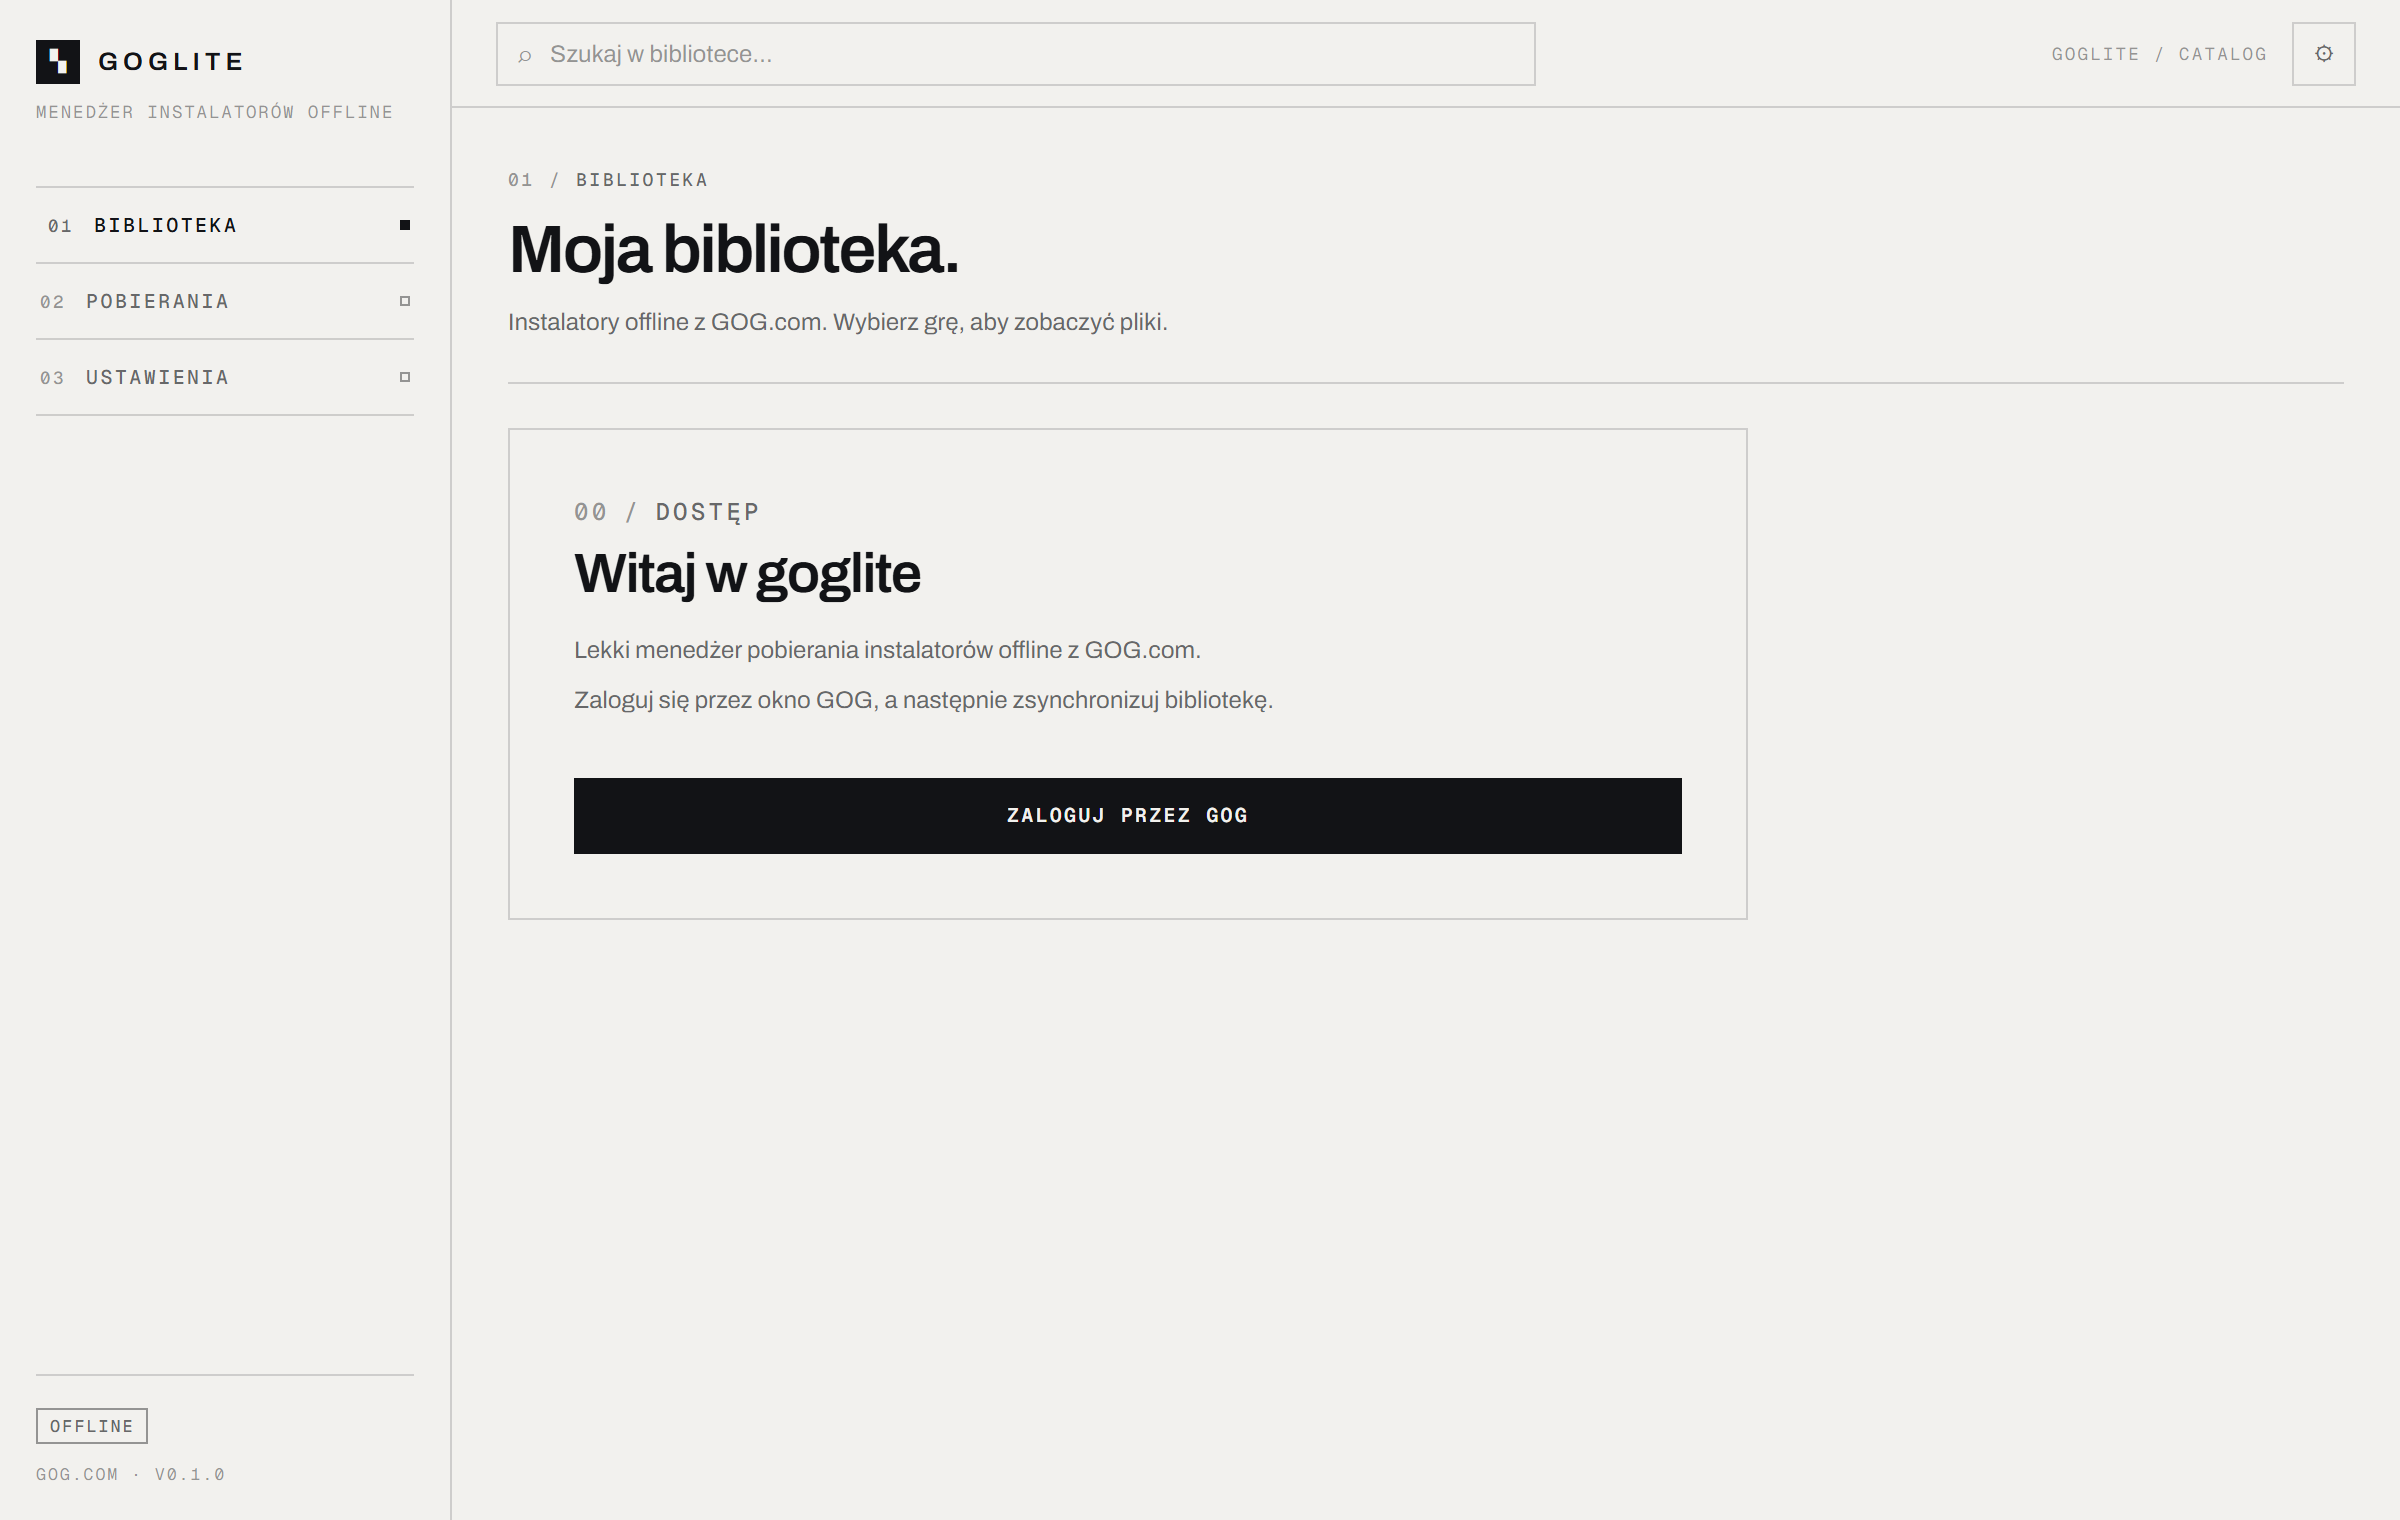 GOGLITE
MENEDŻER INSTALATORÓW OFFLINE
01 BIBLIOTEKA
02 POBIERANIA
03 USTAWIENIA
OFFLINE
GOG.COM · V0.1.0
Szukaj w bibliotece...
GOGLITE / CATALOG
01 / BIBLIOTEKA
Moja biblioteka.
Instalatory offline z GOG.com. Wybierz grę, aby zobaczyć pliki.
00 / DOSTĘP
Witaj w goglite
Lekki menedżer pobierania instalatorów offline z GOG.com.
Zaloguj się przez okno GOG, a następnie zsynchronizuj bibliotekę.
ZALOGUJ PRZEZ GOG